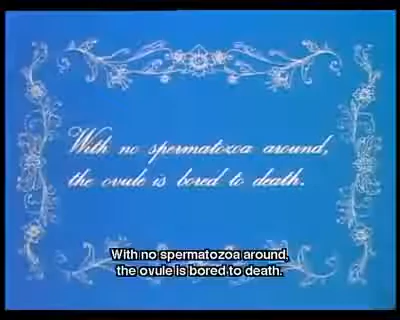 With no spermatozoa around,
the ovule is bored to death.
With no spermatozoa around,
the ovule is bored to death.